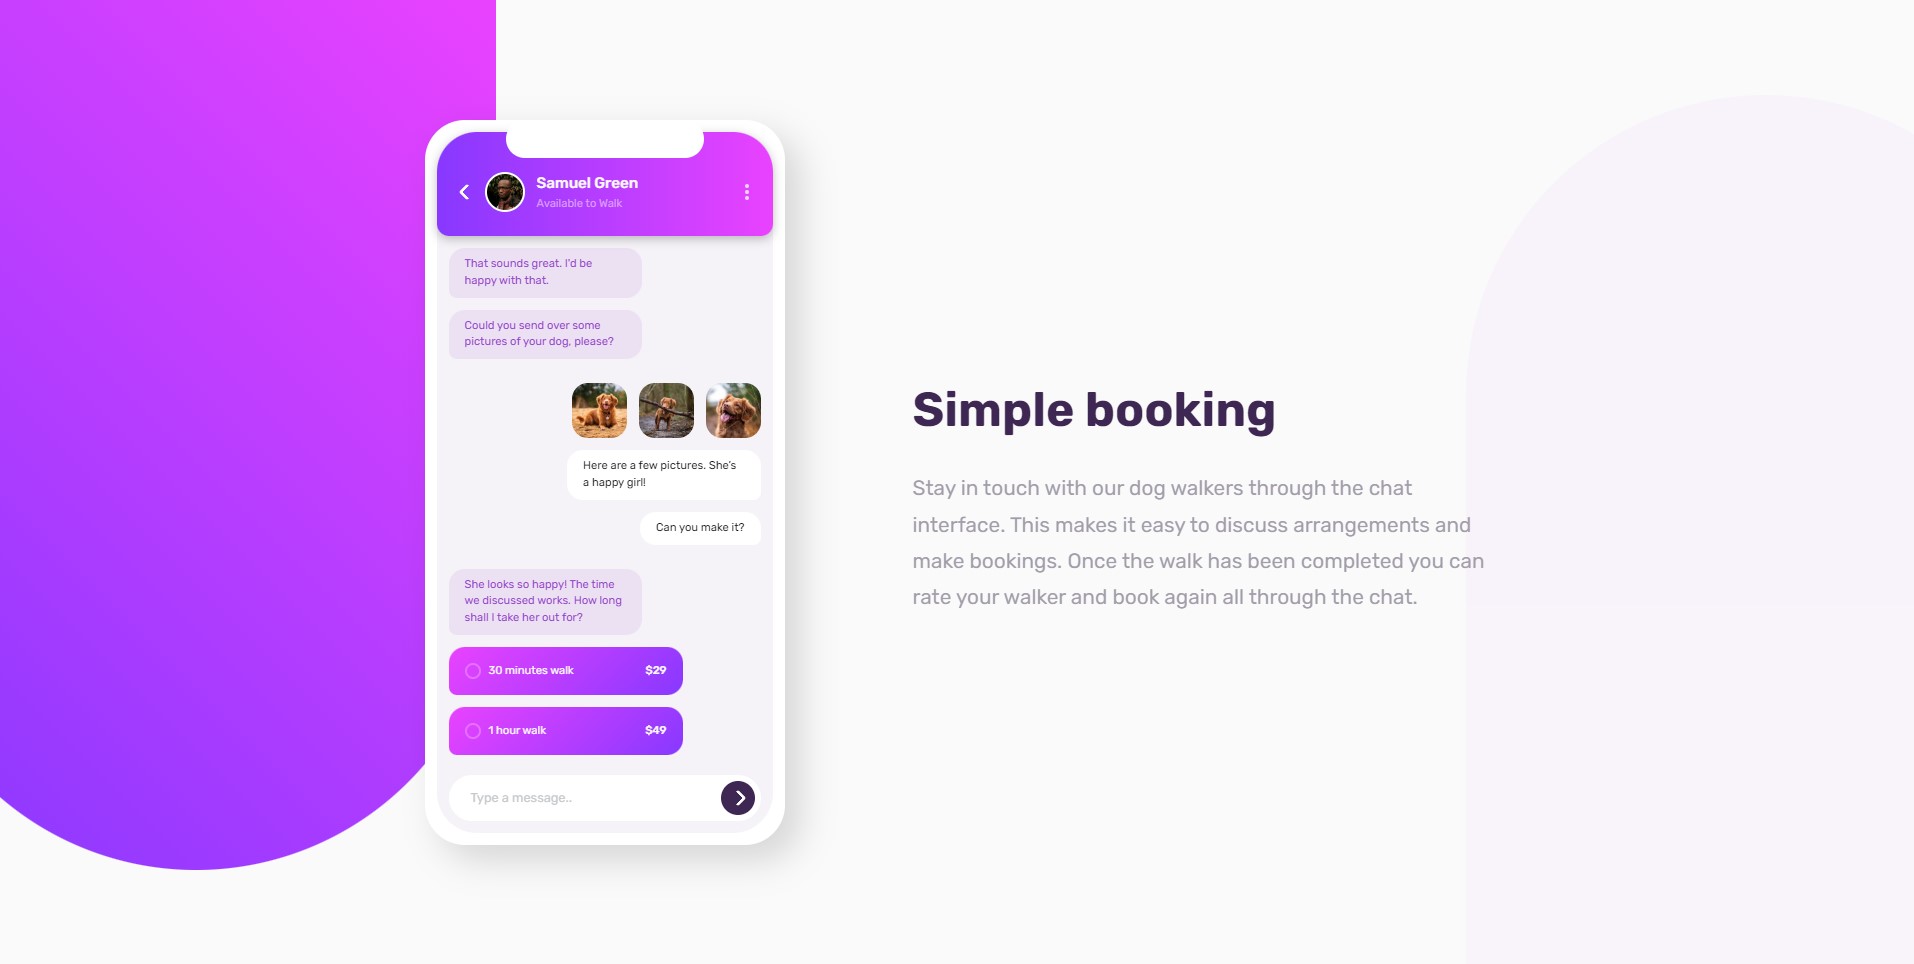 Samuel Green
Available to Walk
That sounds great. I'd be
happy with that.
Could you send over some
pictures of your dog, please?
Here are a few pictures. She's
a happy girl!
Can you make it?
She looks so happy! The time
we discussed works. How long
shall I take her out for?
30 minutes walk $29
1 hour walk $49
Type a message..
Simple booking
Stay in touch with our dog walkers through the chat
interface. This makes it easy to discuss arrangements and
make bookings. Once the walk has been completed you can
rate your walker and book again all through the chat.